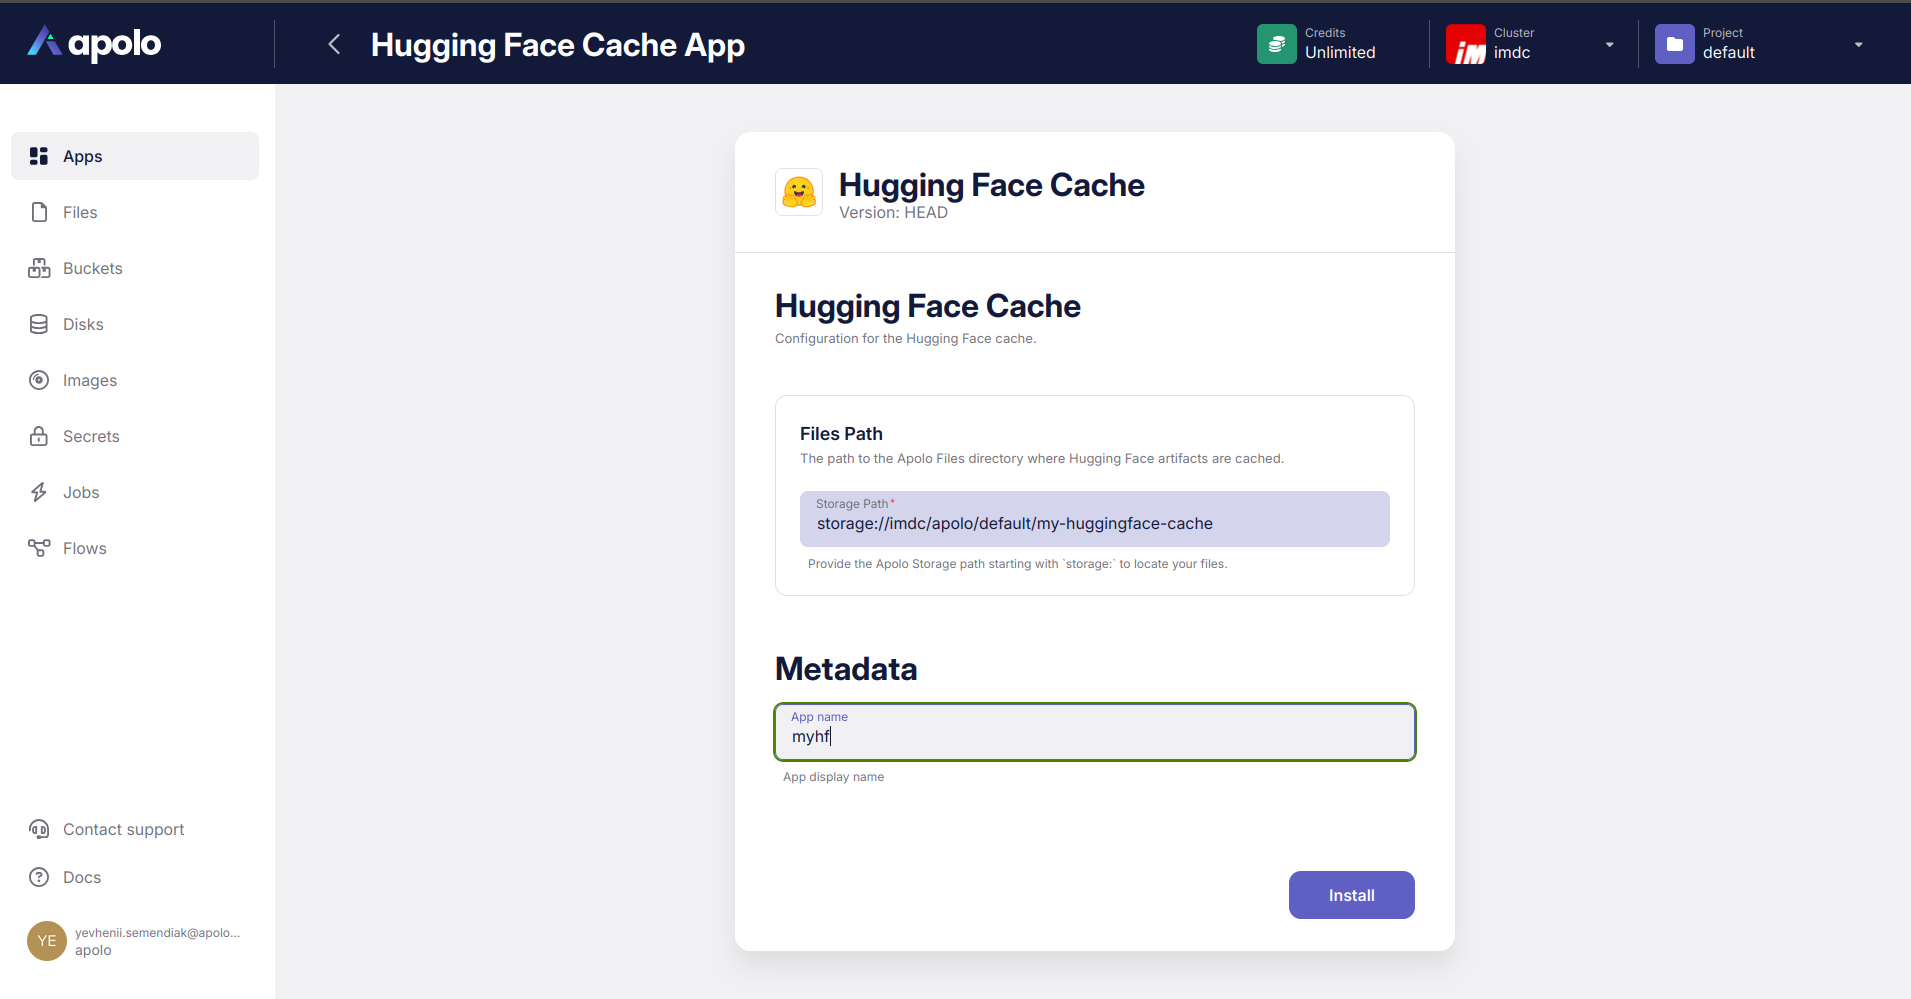 apolo
Hugging Face Cache App
Credits
Unlimited
Cluster
imdc
Project
default
Apps
Files
Buckets
Disks
Images
Secrets
Jobs
Flows
Contact support
Docs
YE
yevhenii.semendiak@apolo...
apolo
Hugging Face Cache
Version: HEAD
Hugging Face Cache
Configuration for the Hugging Face cache.
Files Path
The path to the Apolo Files directory where Hugging Face artifacts are cached.
Storage Path*
storage://imdc/apolo/default/my-huggingface-cache
Provide the Apolo Storage path starting with `storage:` to locate your files.
Metadata
App name
myhf
App display name
Install